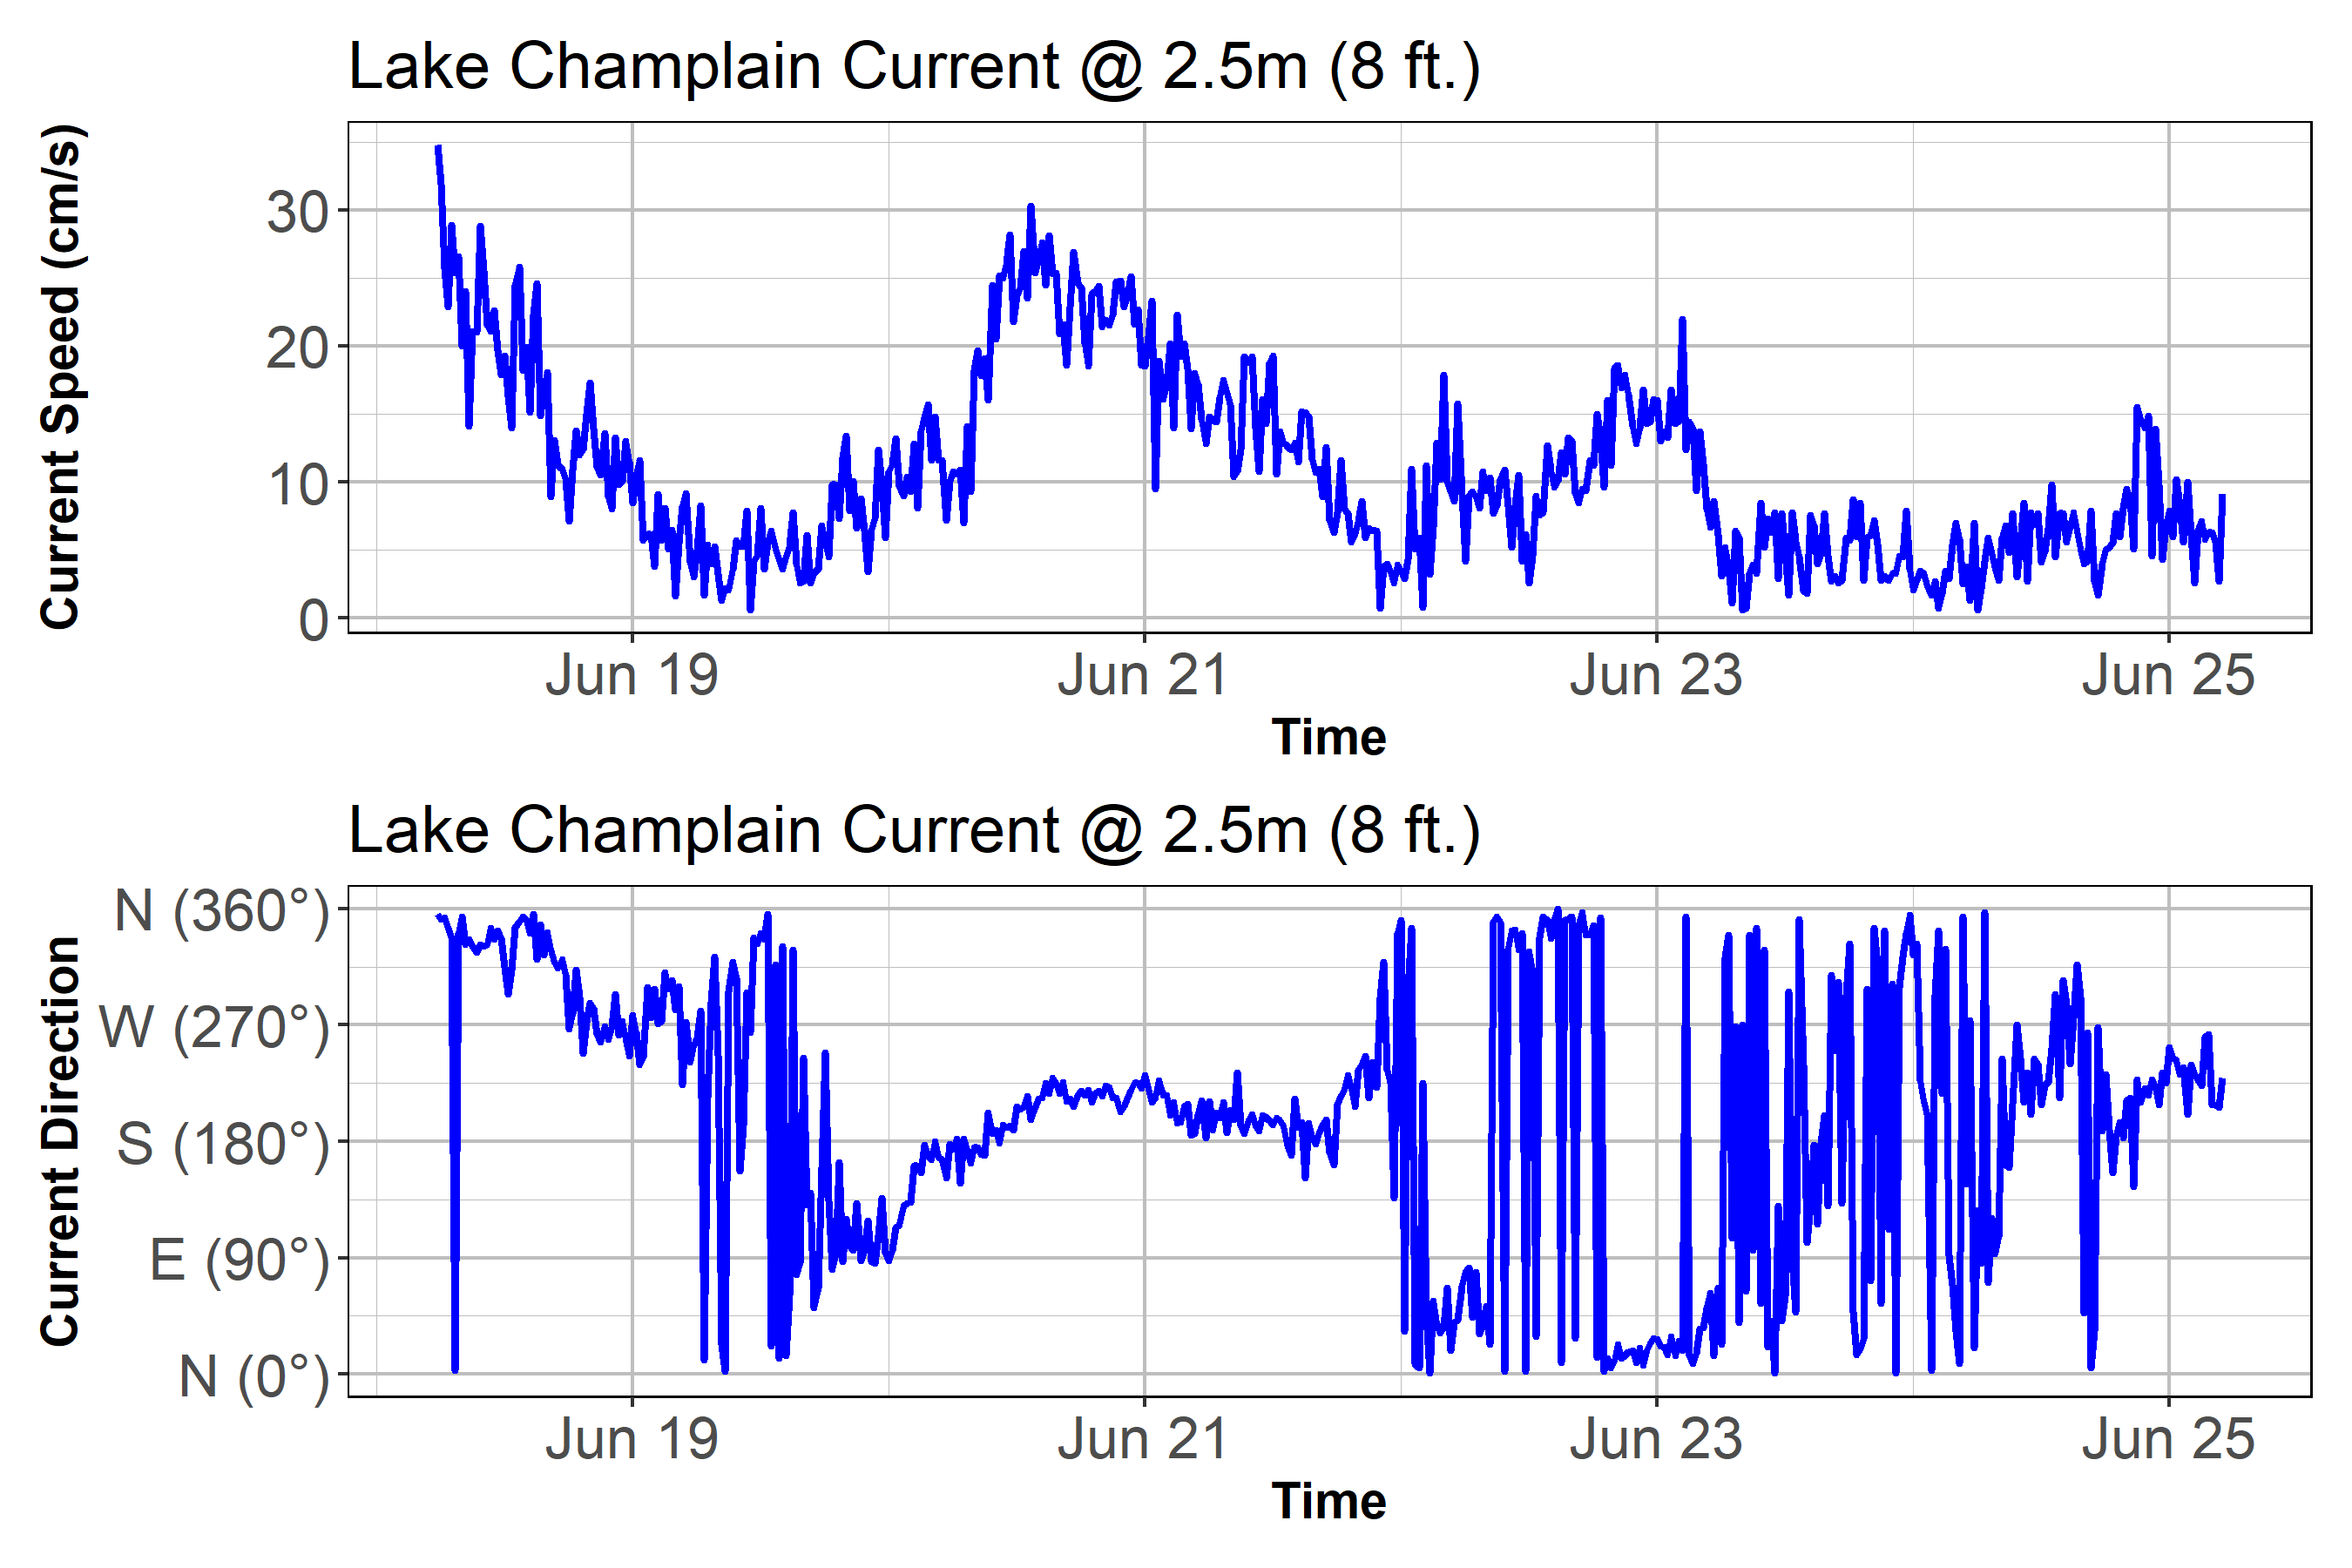 Lake Champlain Current @ 2.5m (8 ft.)
Current Speed (cm/s)
30
20
10
0
Jun 19 Jun 21 Jun 23 Jun 25
Time
Lake Champlain Current @ 2.5m (8 ft.)
Current Direction
N (360°)
W (270°)
S (180°)
E (90°)
N (0°)
Jun 19 Jun 21 Jun 23 Jun 25
Time